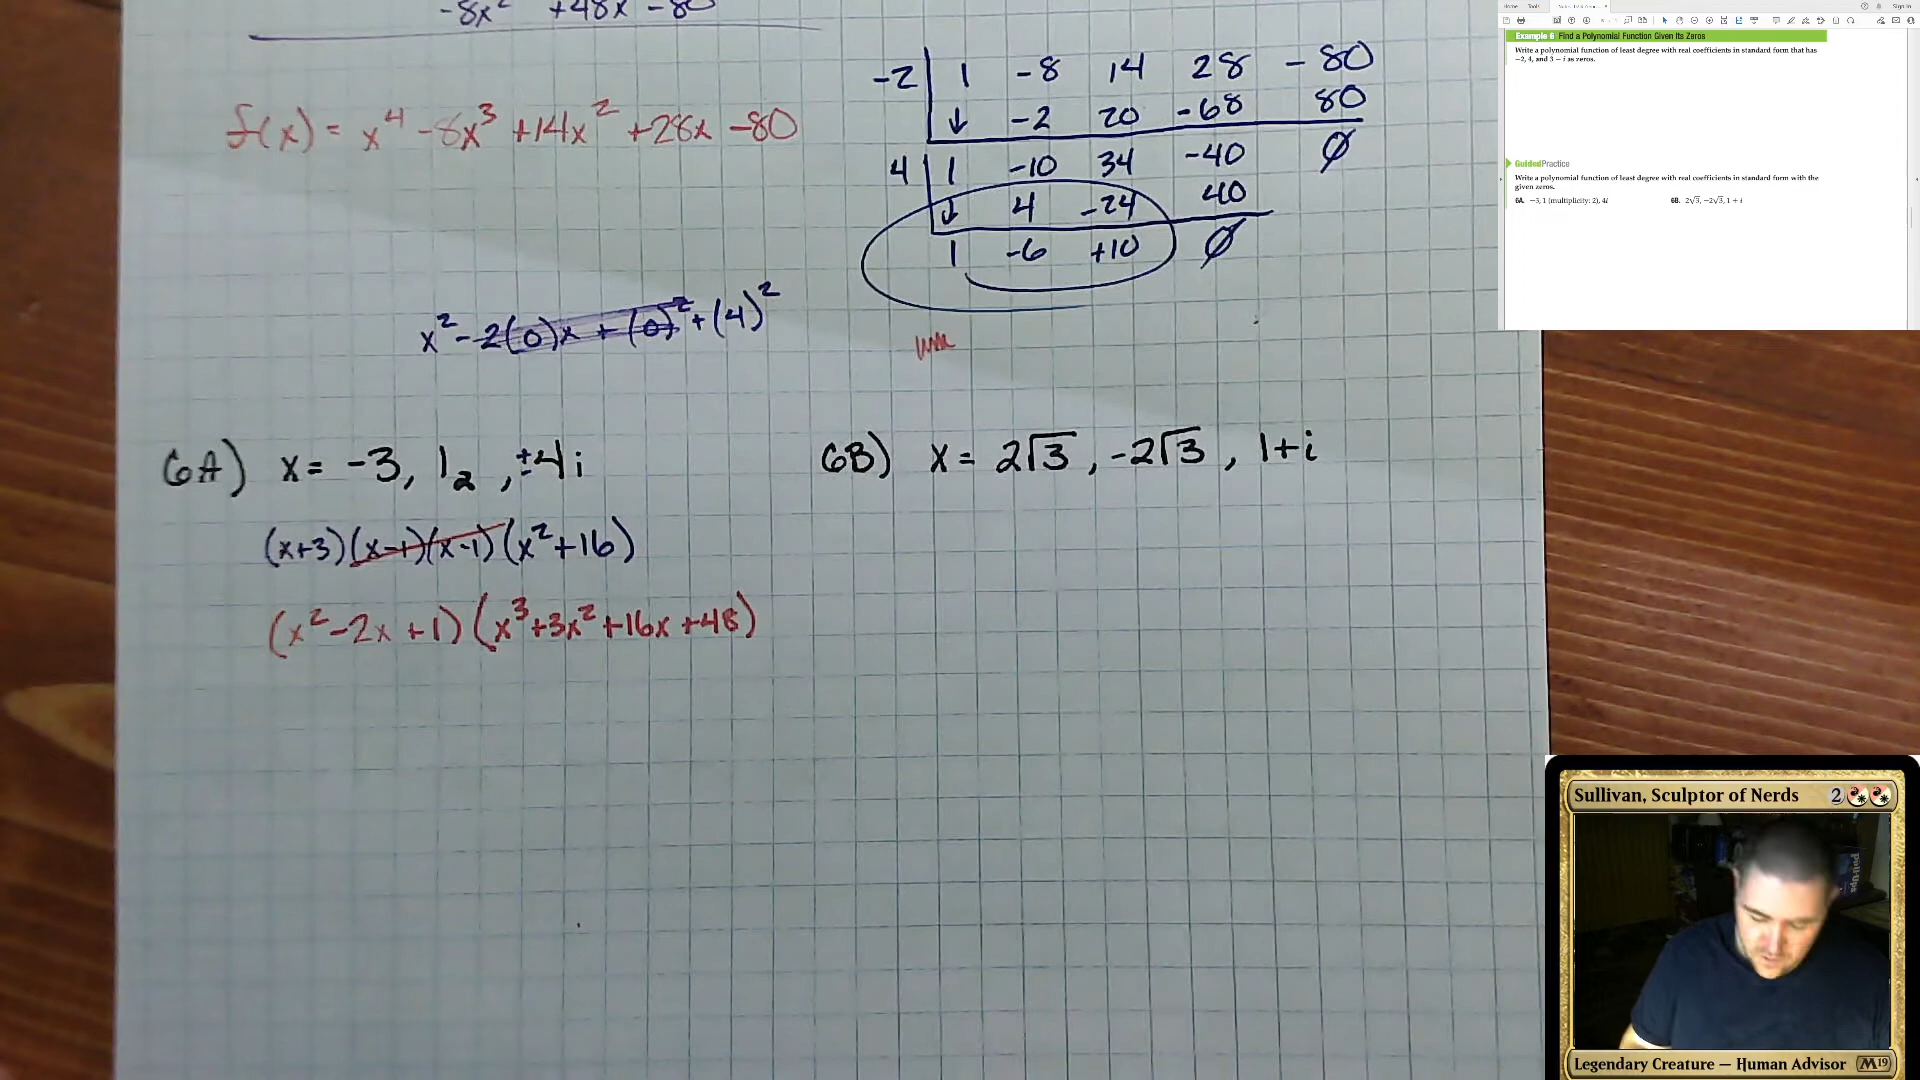 -8x² +48x -80
f(x) = x⁴ -8x³ +14x² +28x -80
-2 | 1 -8 14 28 -80
↓ -2 20 -68 80
4 | 1 -10 34 -40 0
↓ 4 -24 40
1 -6 +10 0
x² -2(0)x + (0)² + (4)²
6A) x = -3, 1₂, ±4i
(x+3)(x-1)(x-1)(x²+16)
(x²-2x+1)(x³+3x²+16x+48)
6B) x = 2√3, -2√3, 1+i
Home Tools
Sign In
Example 6 Find a Polynomial Function Given Its Zeros
Write a polynomial function of least degree with real coefficients in standard form that has
−2, 4, and 3 − i as zeros.
GuidedPractice
Write a polynomial function of least degree with real coefficients in standard form with the
given zeros.
6A. −3, 1 (multiplicity: 2), 4i 6B. 2√3, −2√3, 1 + i
Sullivan, Sculptor of Nerds 2
Legendary Creature — Human Advisor M19